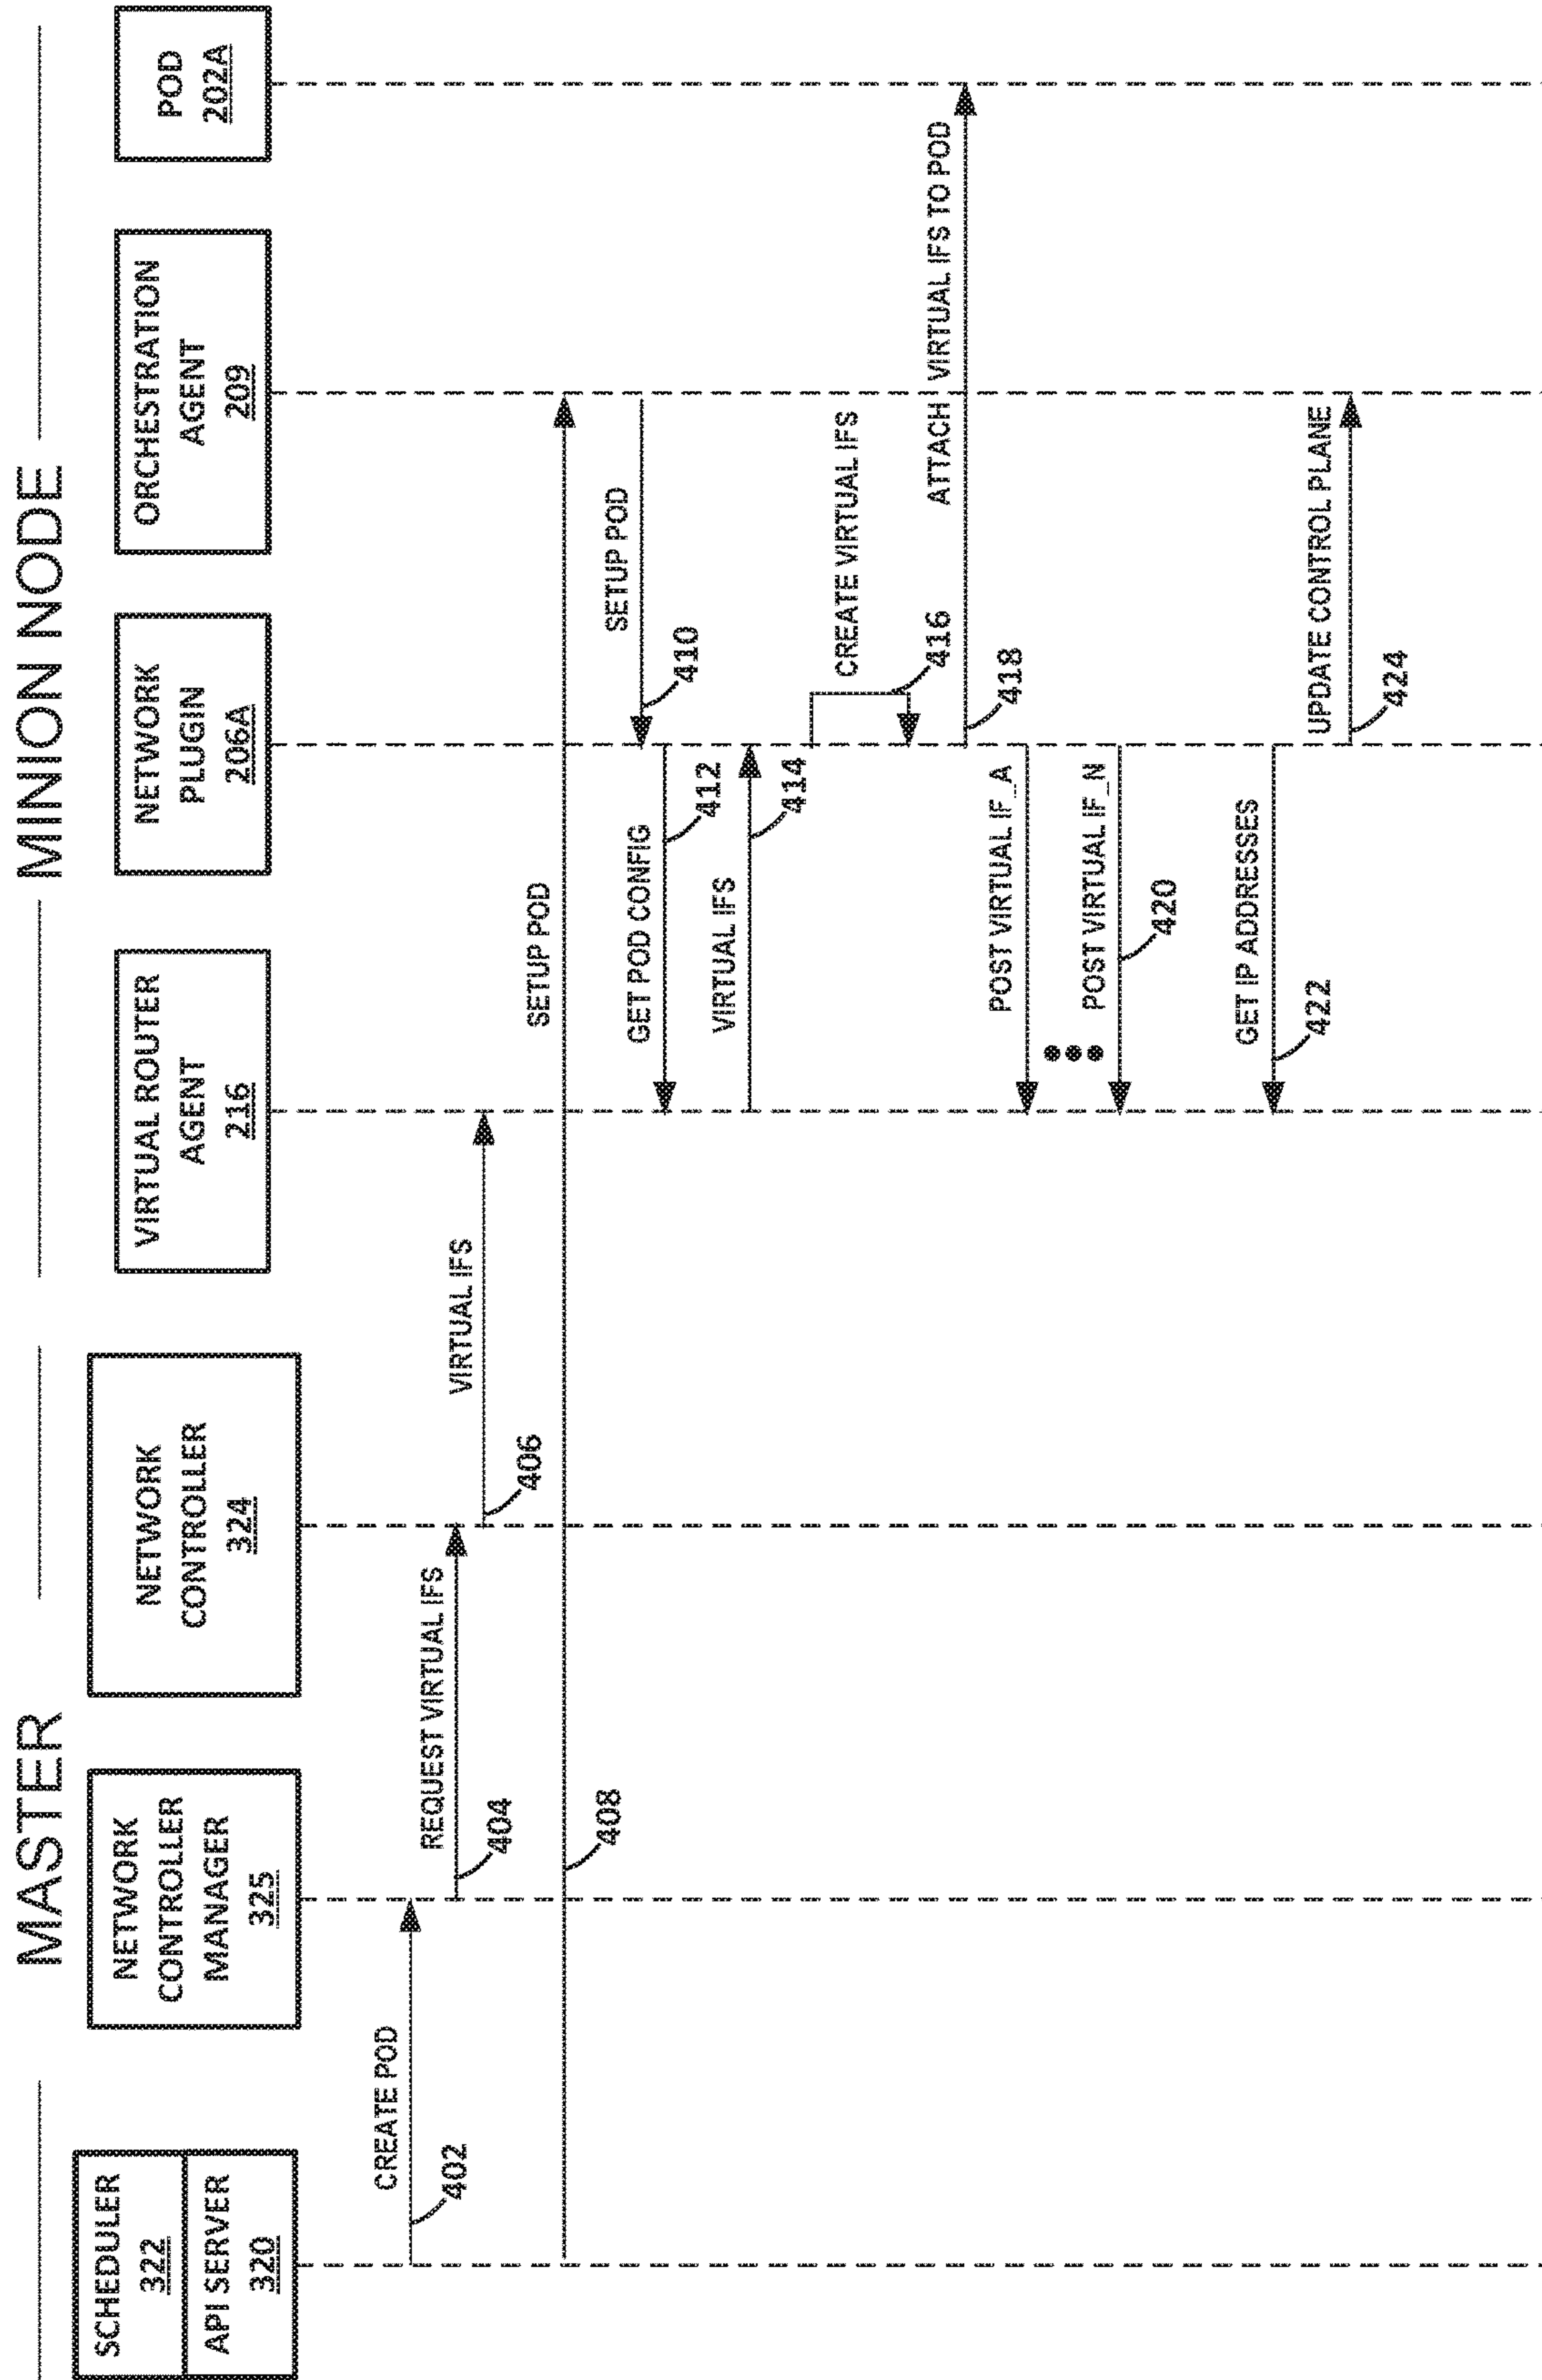 MASTER
MINION NODE
SCHEDULER
322
API SERVER
320
NETWORK
CONTROLLER
MANAGER
325
NETWORK
CONTROLLER
324
VIRTUAL ROUTER
AGENT
216
NETWORK
PLUGIN
206A
ORCHESTRATION
AGENT
209
POD
202A
CREATE POD
402
REQUEST VIRTUAL IFS
404
VIRTUAL IFS
406
SETUP POD
408
SETUP POD
410
GET POD CONFIG
412
VIRTUAL IFS
414
CREATE VIRTUAL IFS
416
ATTACH VIRTUAL IFS TO POD
418
POST VIRTUAL IF_A
POST VIRTUAL IF_N
420
GET IP ADDRESSES
422
UPDATE CONTROL PLANE
424